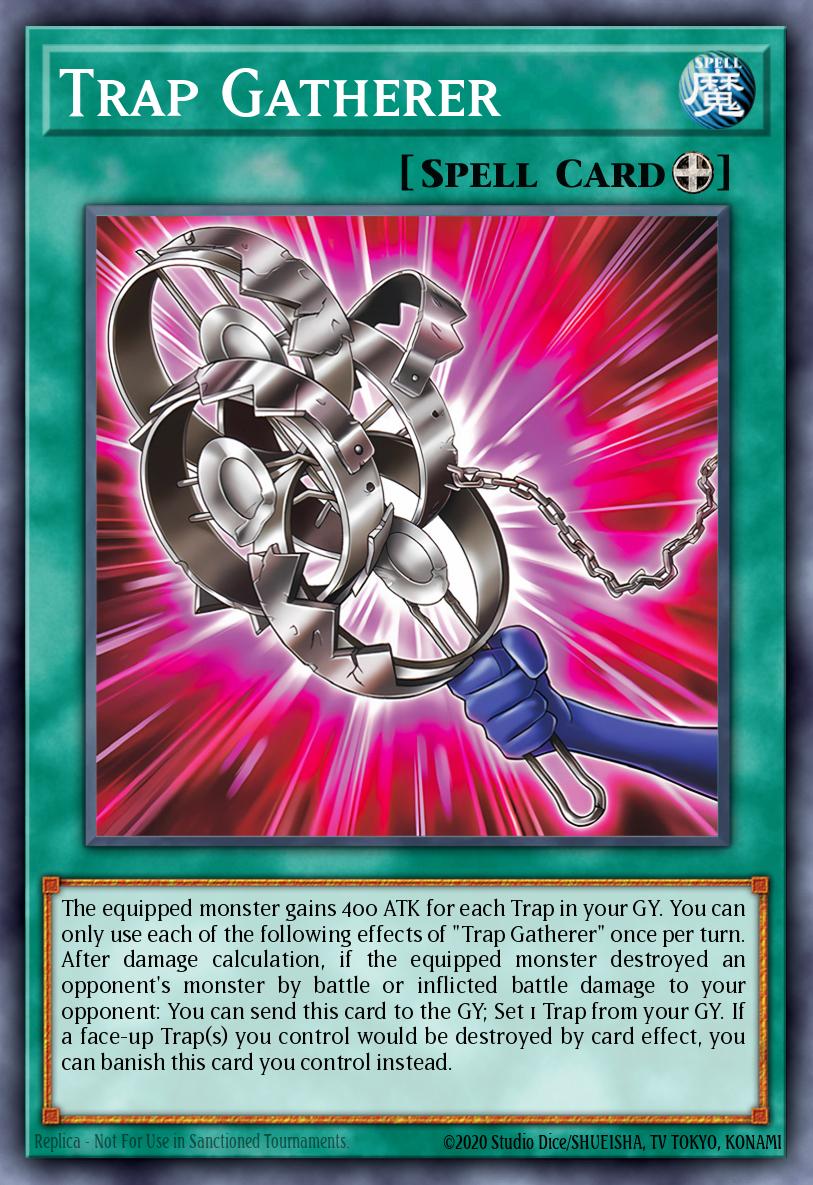 Trap Gatherer
SPELL
魔
[Spell Card]
The equipped monster gains 400 ATK for each Trap in your GY. You can
only use each of the following effects of "Trap Gatherer" once per turn.
After damage calculation, if the equipped monster destroyed an
opponent's monster by battle or inflicted battle damage to your
opponent: You can send this card to the GY; Set 1 Trap from your GY. If
a face-up Trap(s) you control would be destroyed by card effect, you
can banish this card you control instead.
Replica - Not For Use in Sanctioned Tournaments.
©2020 Studio Dice/SHUEISHA, TV TOKYO, KONAMI